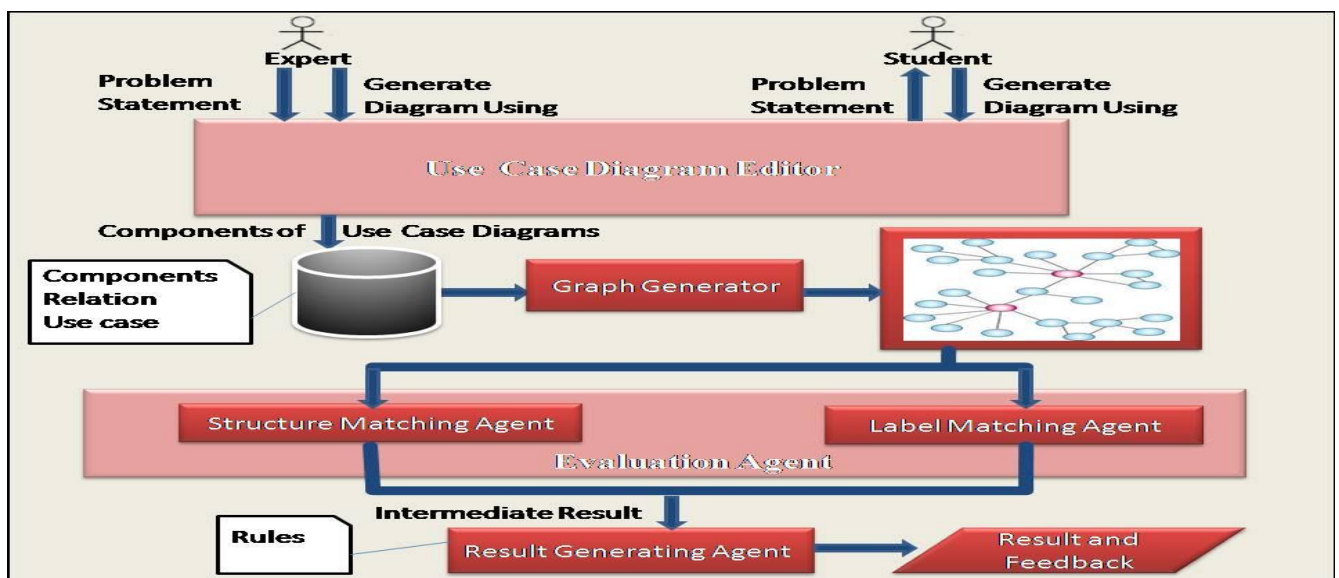 Expert
Student
Problem
Statement
Generate
Diagram Using
Problem
Statement
Generate
Diagram Using
Use Case Diagram Editor
Components of Use Case Diagrams
Components
Relation
Use case
Graph Generator
Structure Matching Agent
Label Matching Agent
Evaluation Agent
Intermediate Result
Rules
Result Generating Agent
Result and
Feedback